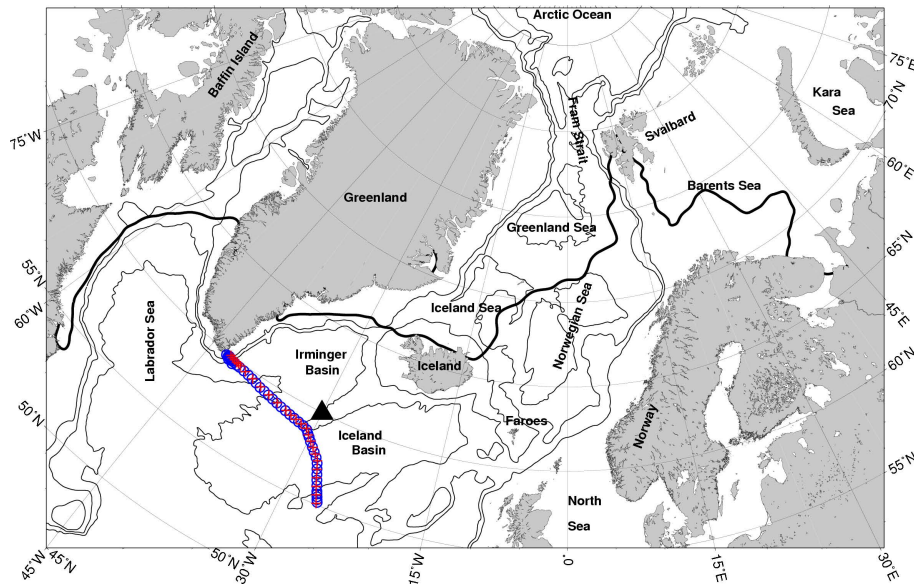 Arctic Ocean
Baffin Island
75°E
70°N
Kara
Sea
Fram Strait
Svalbard
75°W
60°E
Barents Sea
Greenland
Greenland Sea
65°N
55°N
60°W
Labrador Sea
Iceland Sea
Norwegian Sea
45°E
Irminger
Basin
Iceland
60°N
50°N
Iceland
Basin
Faroes
Norway
55°N
North
Sea
45°W
45°N
50°N
30°W
15°W
0°
15°E
30°E